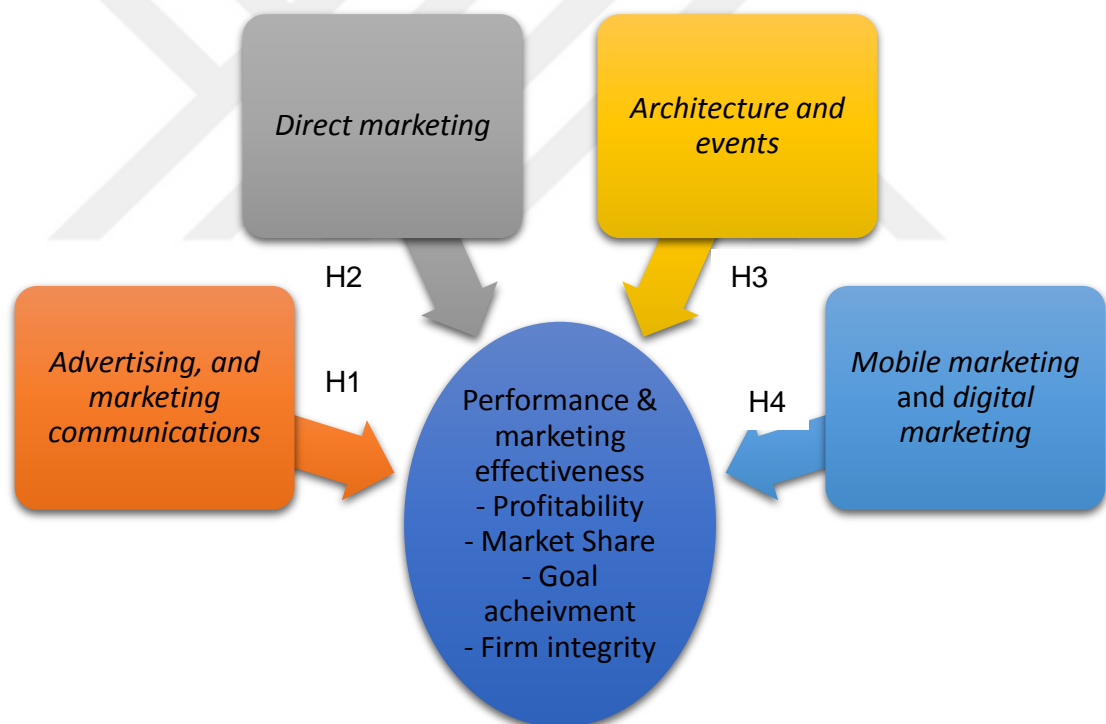 Direct marketing
Architecture and
events
H2
H3
Advertising, and
marketing
communications
H1
Performance &
marketing
effectiveness
- Profitability
- Market Share
- Goal
acheivment
- Firm integrity
H4
Mobile marketing
and digital
marketing